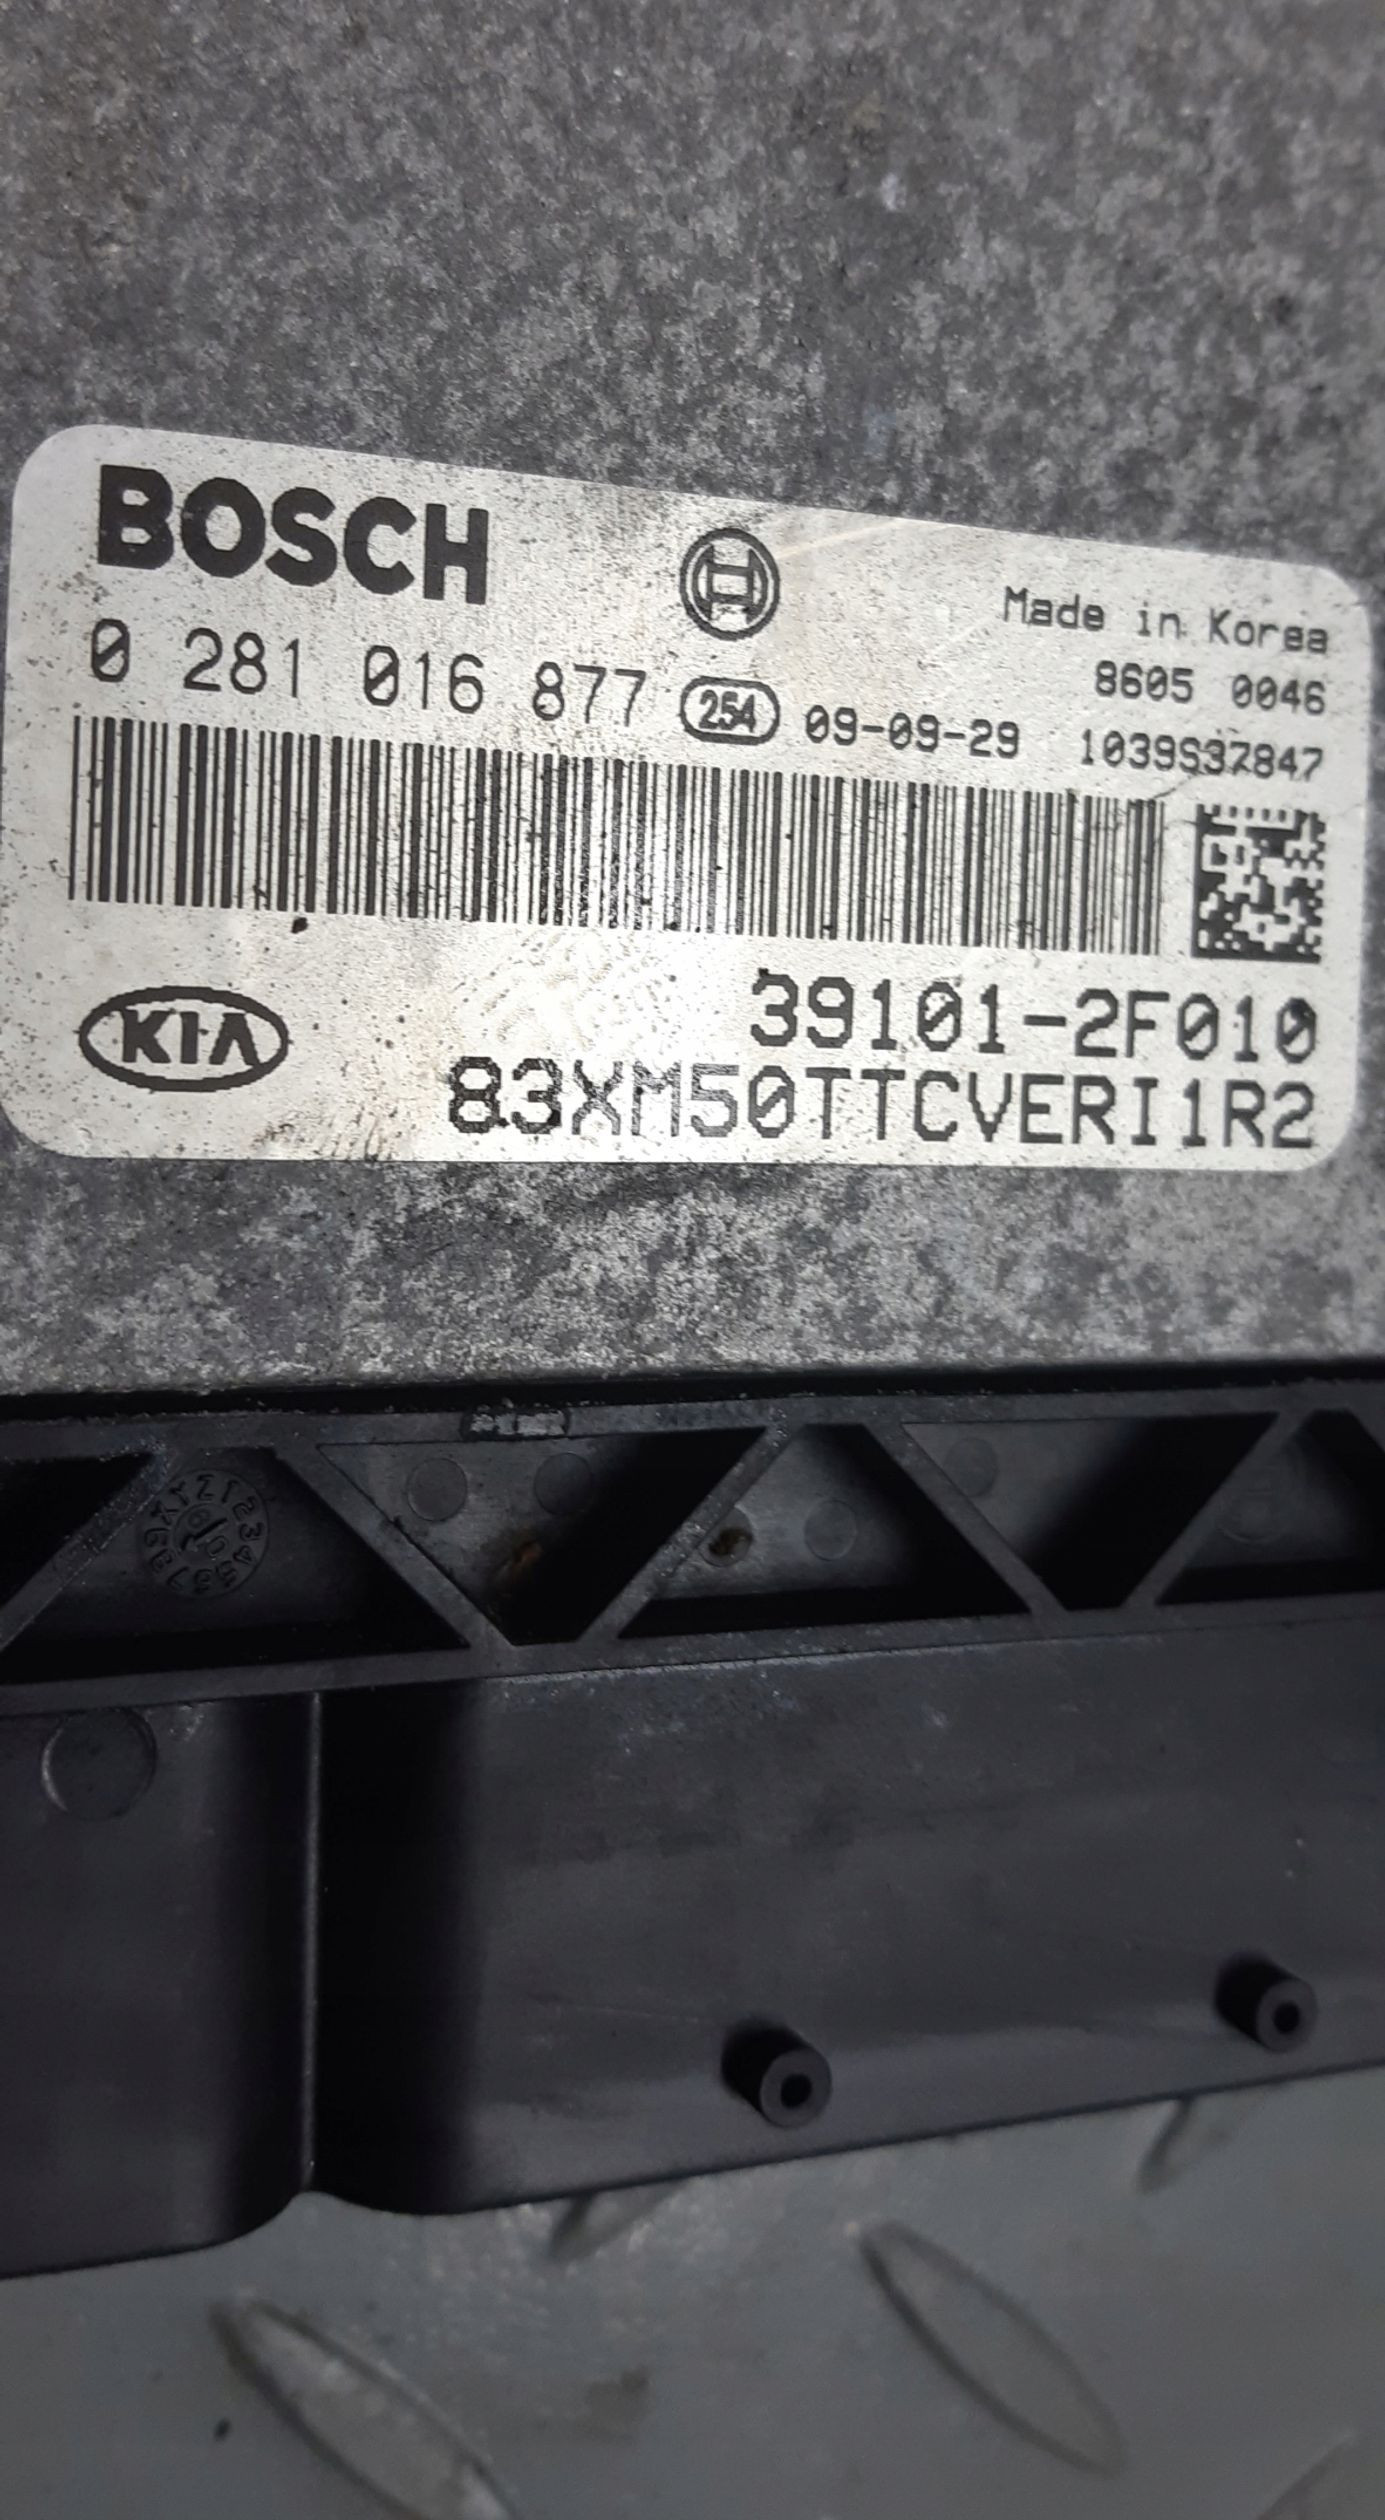 BOSCH
Made in Korea
8605 0046
0 281 016 877 254 09-09-29 1039S37847
KIA
39101-2F010
83XM50TTCVERI1R2